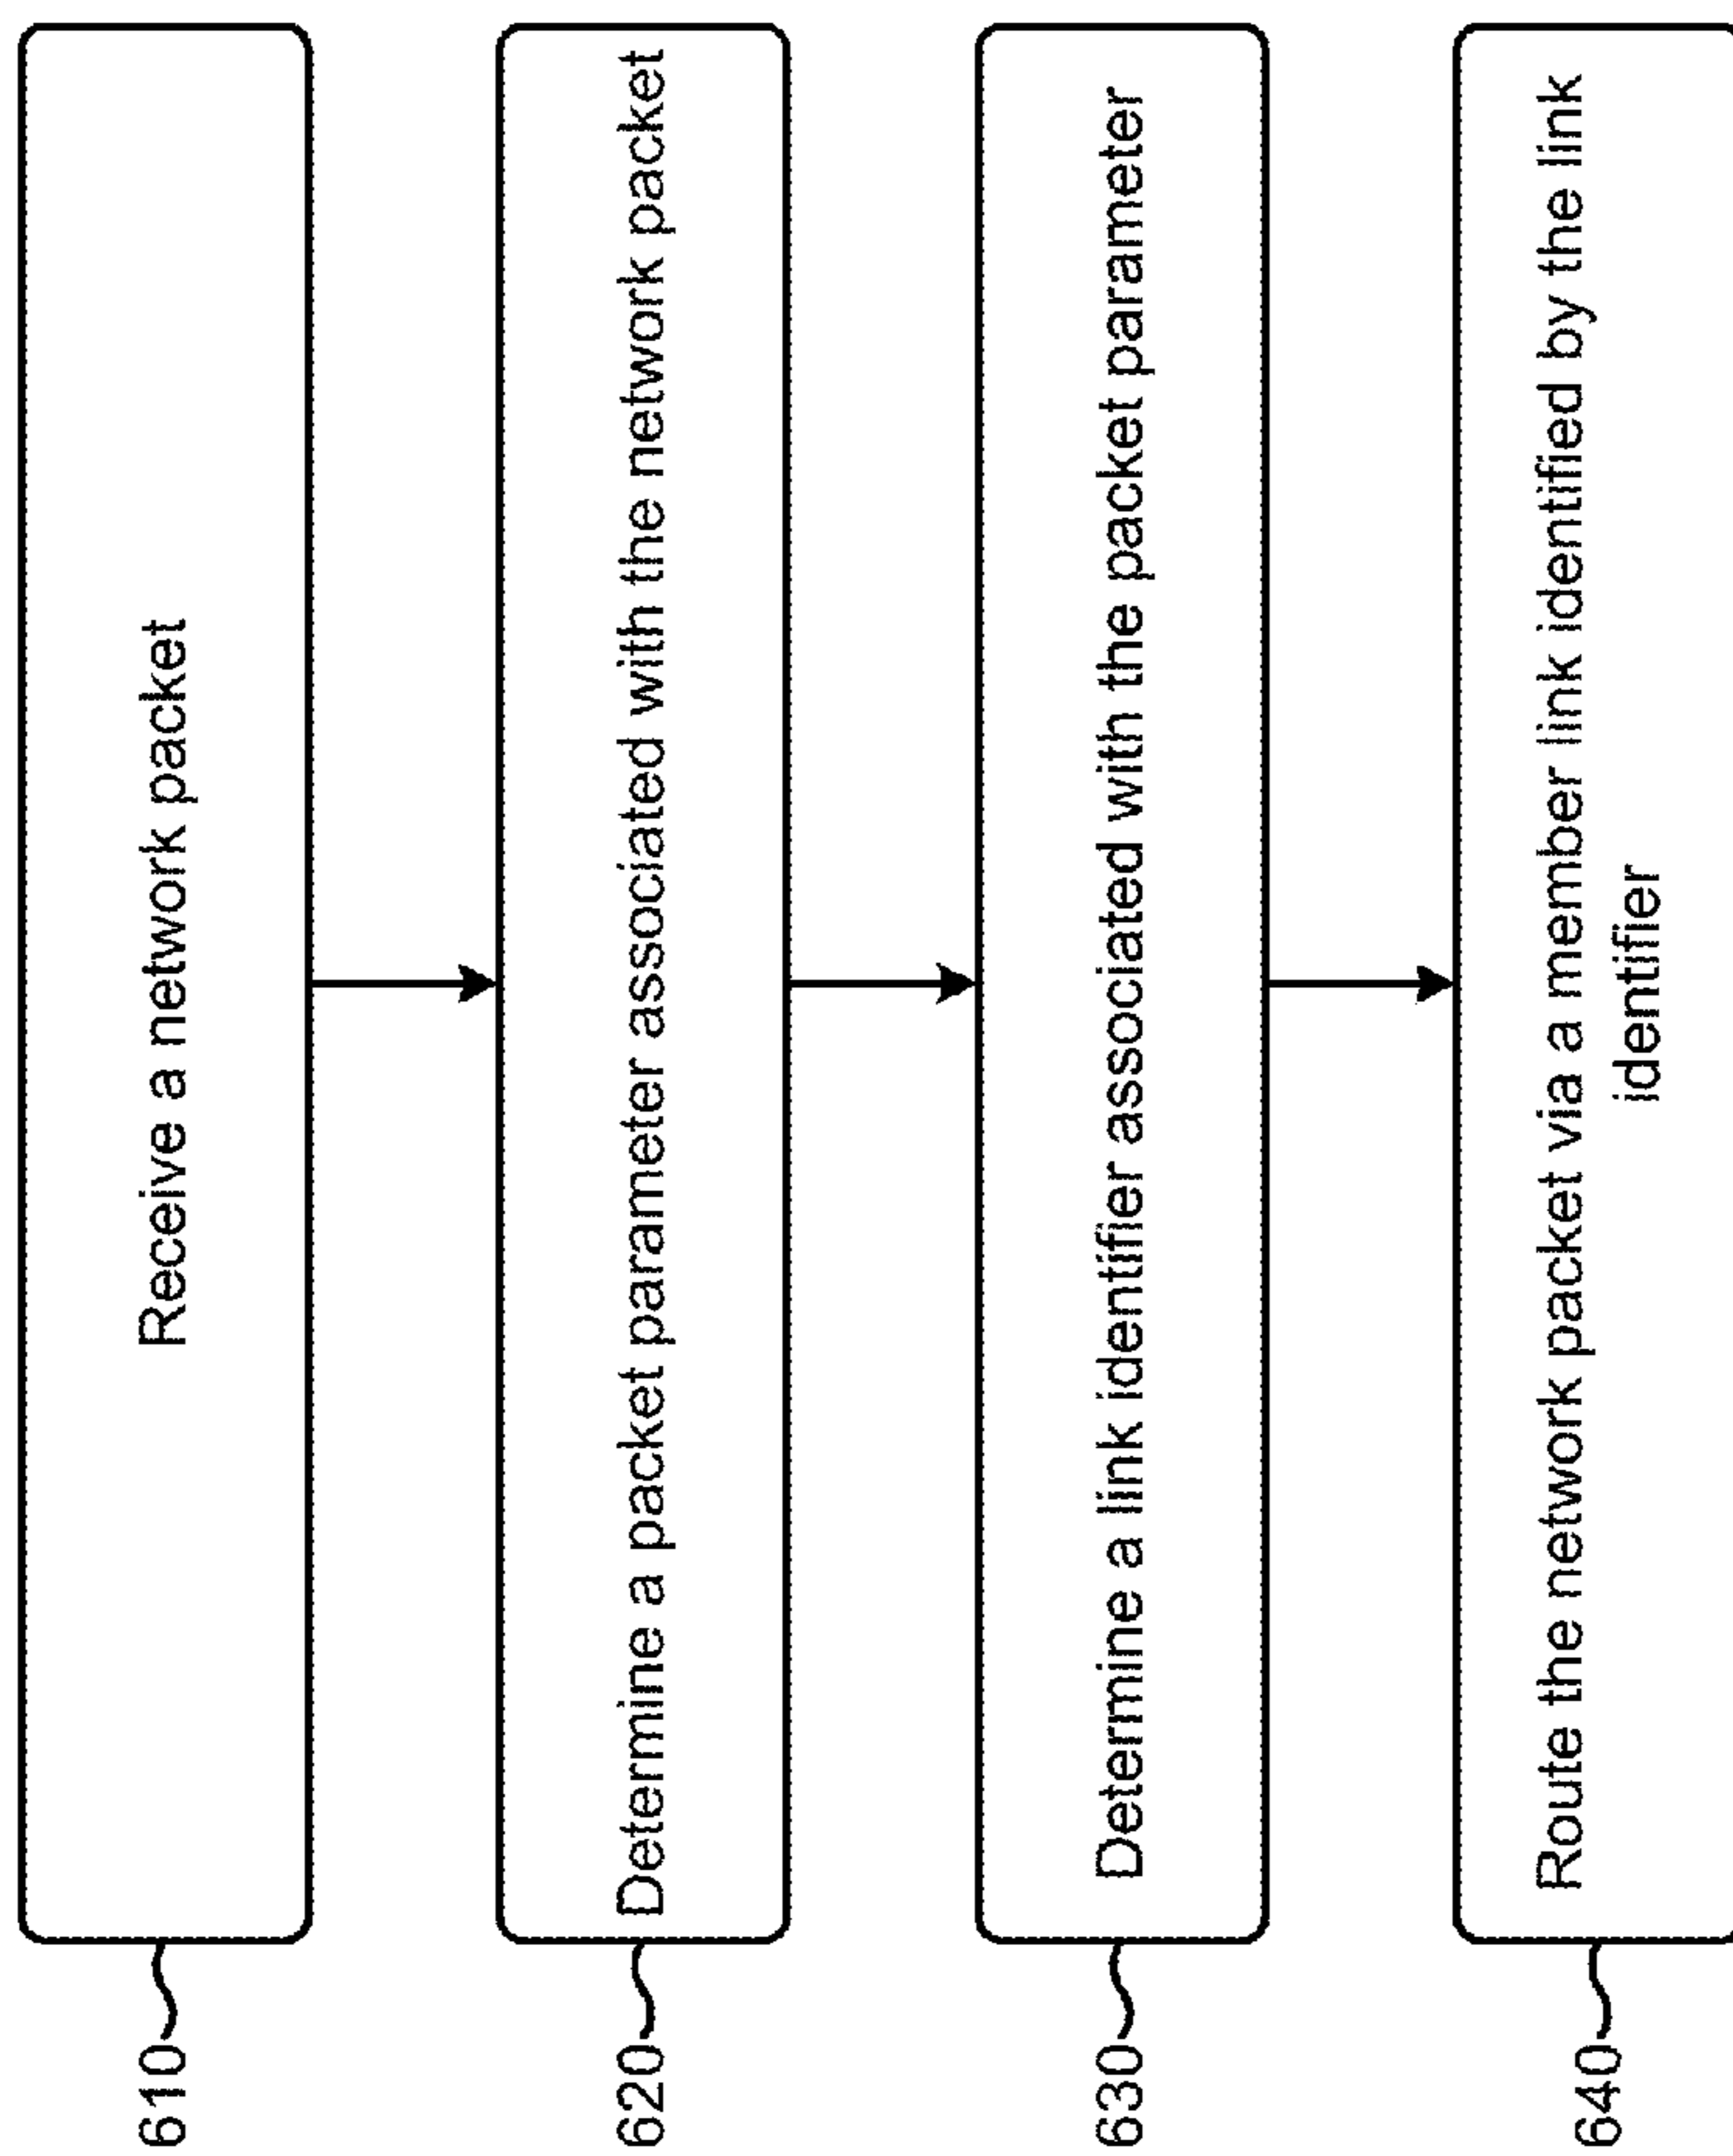 610
Receive a network packet
620
Determine a packet parameter associated with the network packet
630
Determine a link identifier associated with the packet parameter
640
Route the network packet via a member link identified by the link
identifier